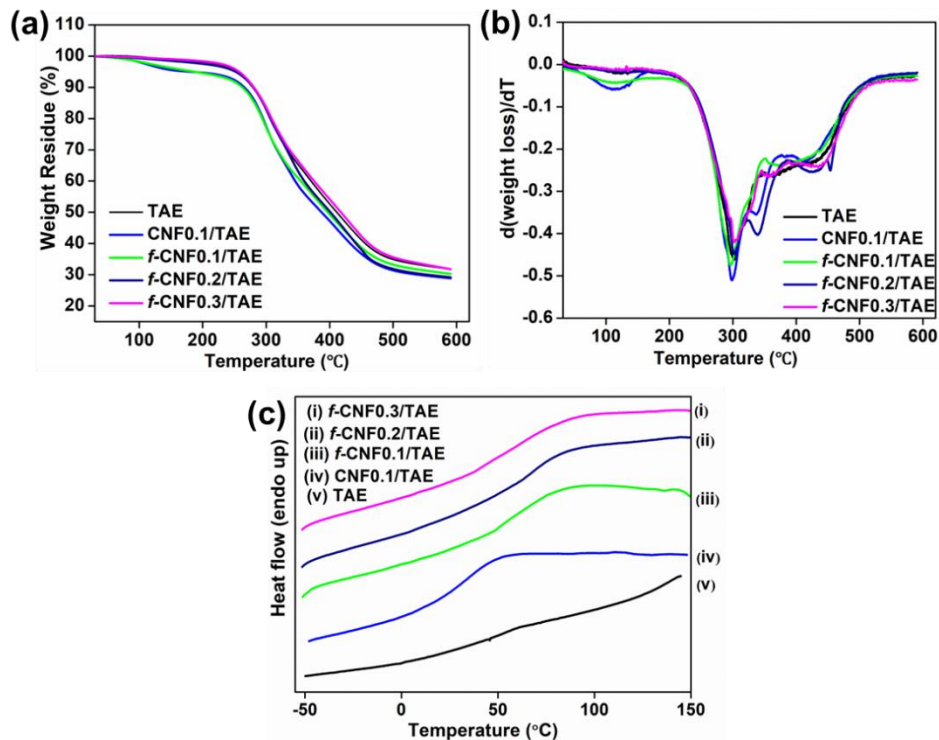 (a)
Weight Residue (%)
110
100
90
80
70
60
50
40
30
20
TAE
CNF0.1/TAE
f-CNF0.1/TAE
f-CNF0.2/TAE
f-CNF0.3/TAE
100 200 300 400 500 600
Temperature (℃)
(b)
d(weight loss)/dT
0.1
0.0
-0.1
-0.2
-0.3
-0.4
-0.5
-0.6
TAE
CNF0.1/TAE
f-CNF0.1/TAE
f-CNF0.2/TAE
f-CNF0.3/TAE
100 200 300 400 500 600
Temperature (℃)
(c)
Heat flow (endo up)
(i) f-CNF0.3/TAE
(ii) f-CNF0.2/TAE
(iii) f-CNF0.1/TAE
(iv) CNF0.1/TAE
(v) TAE
(i)
(ii)
(iii)
(iv)
(v)
-50 0 50 100 150
Temperature (°C)